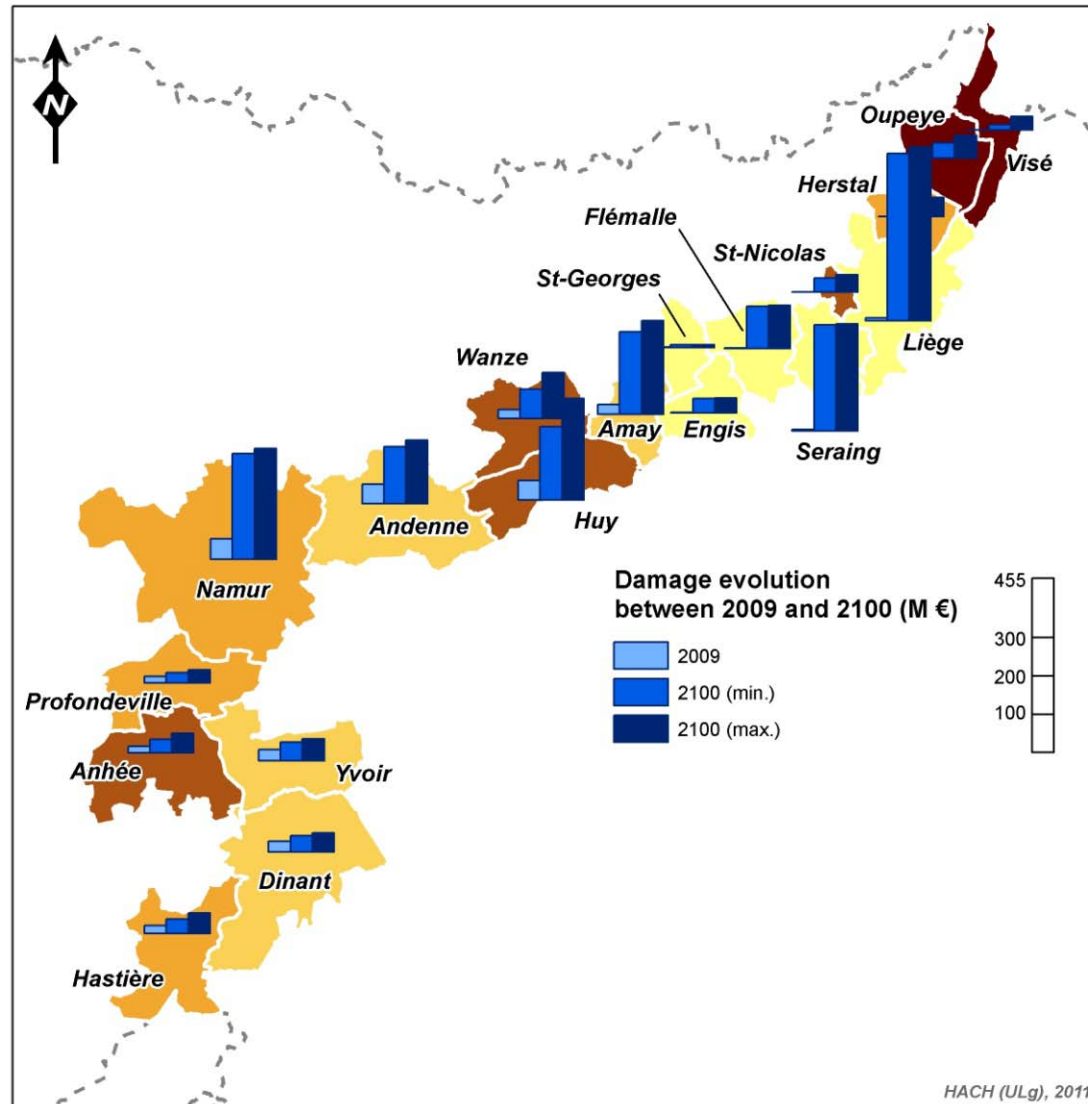 N
Oupeye
Visé
Herstal
Flémalle
St-Nicolas
St-Georges
Liège
Wanze
Amay
Engis
Seraing
Andenne
Huy
Namur
Damage evolution
between 2009 and 2100 (M €)
2009
2100 (min.)
2100 (max.)
455
300
200
100
Profondeville
Anhée
Yvoir
Dinant
Hastière
HACH (ULg), 2011